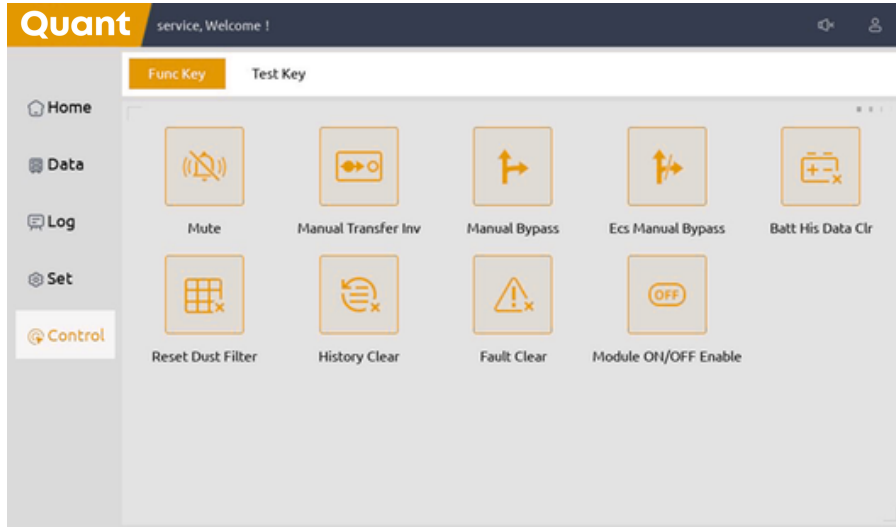 Quant
service, Welcome !
Func Key
Test Key
Home
Data
Log
Set
Control
Mute
Manual Transfer Inv
Manual Bypass
Ecs Manual Bypass
Batt His Data Clr
OFF
Reset Dust Filter
History Clear
Fault Clear
Module ON/OFF Enable